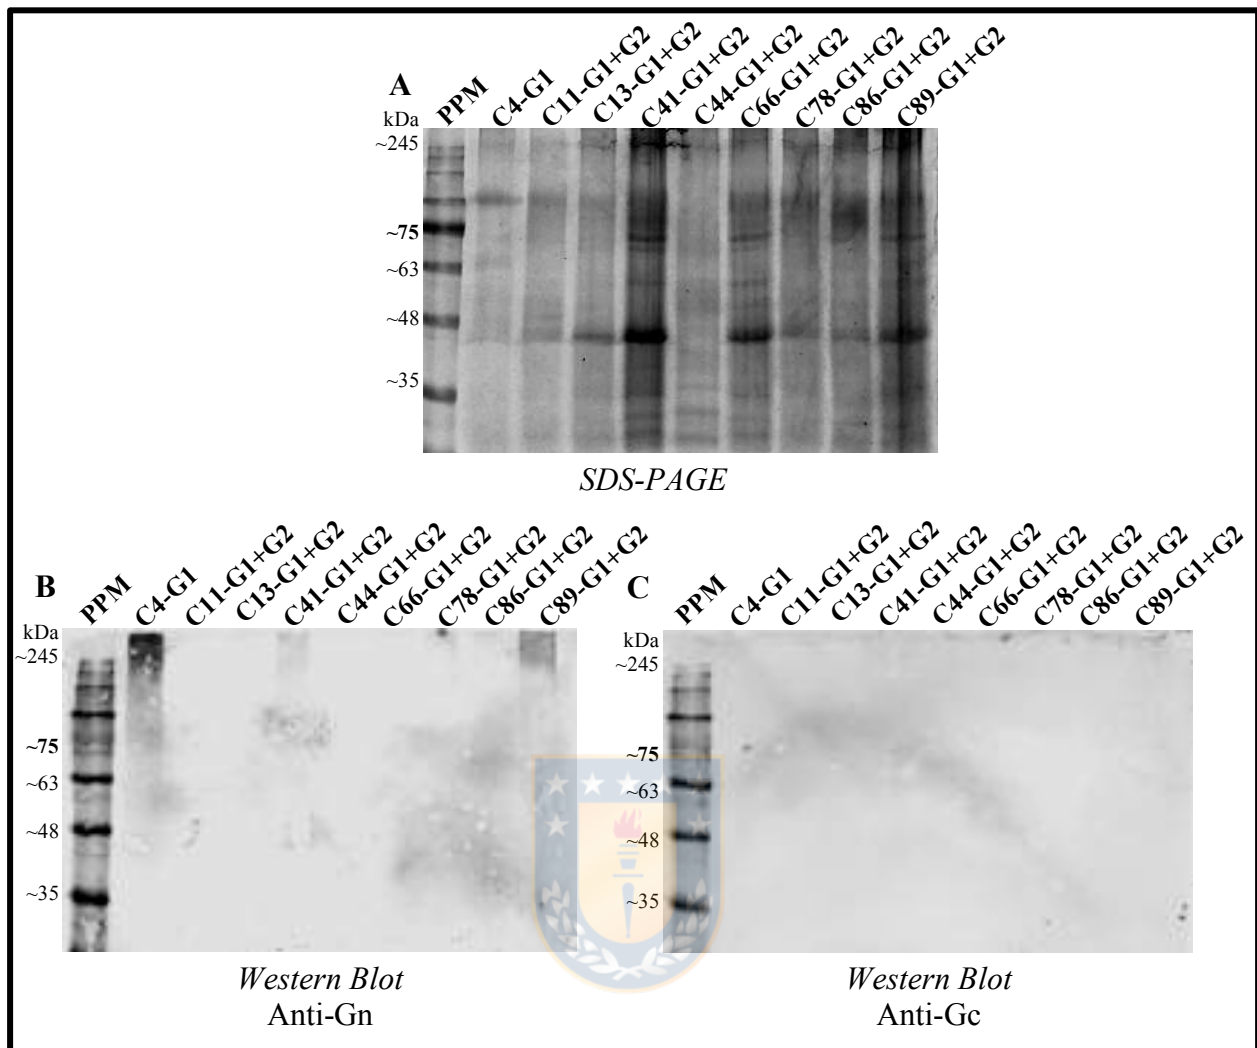 A
PPM
C4-G1
C11-G1+G2
C13-G1+G2
C41-G1+G2
C44-G1+G2
C66-G1+G2
C78-G1+G2
C86-G1+G2
C89-G1+G2
kDa
~245
~75
~63
~48
~35
SDS-PAGE
B
PPM
C4-G1
C11-G1+G2
C13-G1+G2
C41-G1+G2
C44-G1+G2
C66-G1+G2
C78-G1+G2
C86-G1+G2
C89-G1+G2
kDa
~245
~75
~63
~48
~35
Western Blot
Anti-Gn
C
PPM
C4-G1
C11-G1+G2
C13-G1+G2
C41-G1+G2
C44-G1+G2
C66-G1+G2
C78-G1+G2
C86-G1+G2
C89-G1+G2
kDa
~245
~75
~63
~48
~35
Western Blot
Anti-Gc